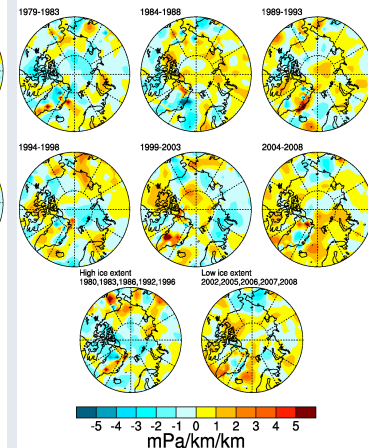 1979-1983
1984-1988
1989-1993
1994-1998
1999-2003
2004-2008
High ice extent
1980,1983,1986,1992,1996
Low ice extent
2002,2005,2006,2007,2008
-5 -4 -3 -2 -1 0 1 2 3 4 5
mPa/km/km